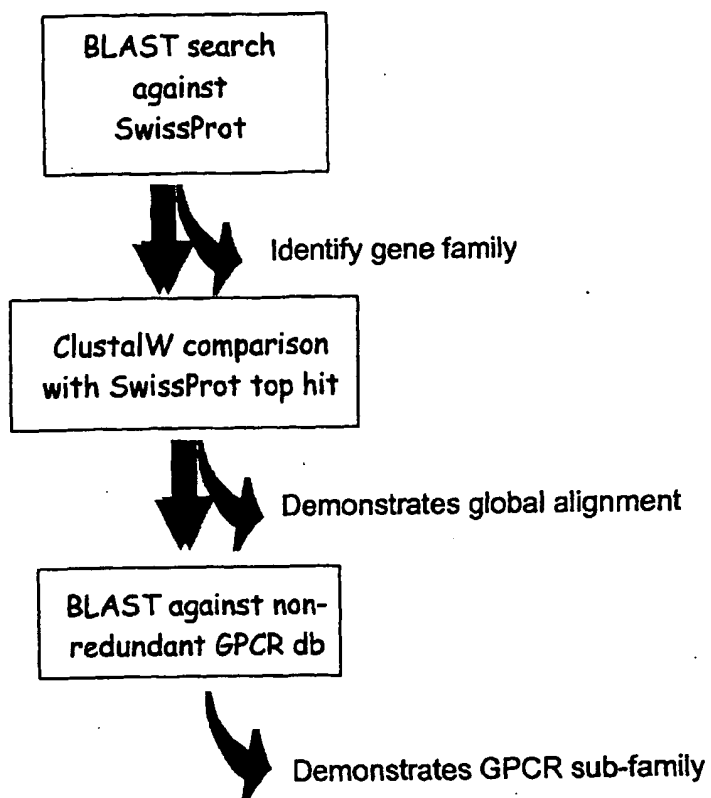 BLAST search
against
SwissProt
Identify gene family
ClustalW comparison
with SwissProt top hit
Demonstrates global alignment
BLAST against non-
redundant GPCR db
Demonstrates GPCR sub-family